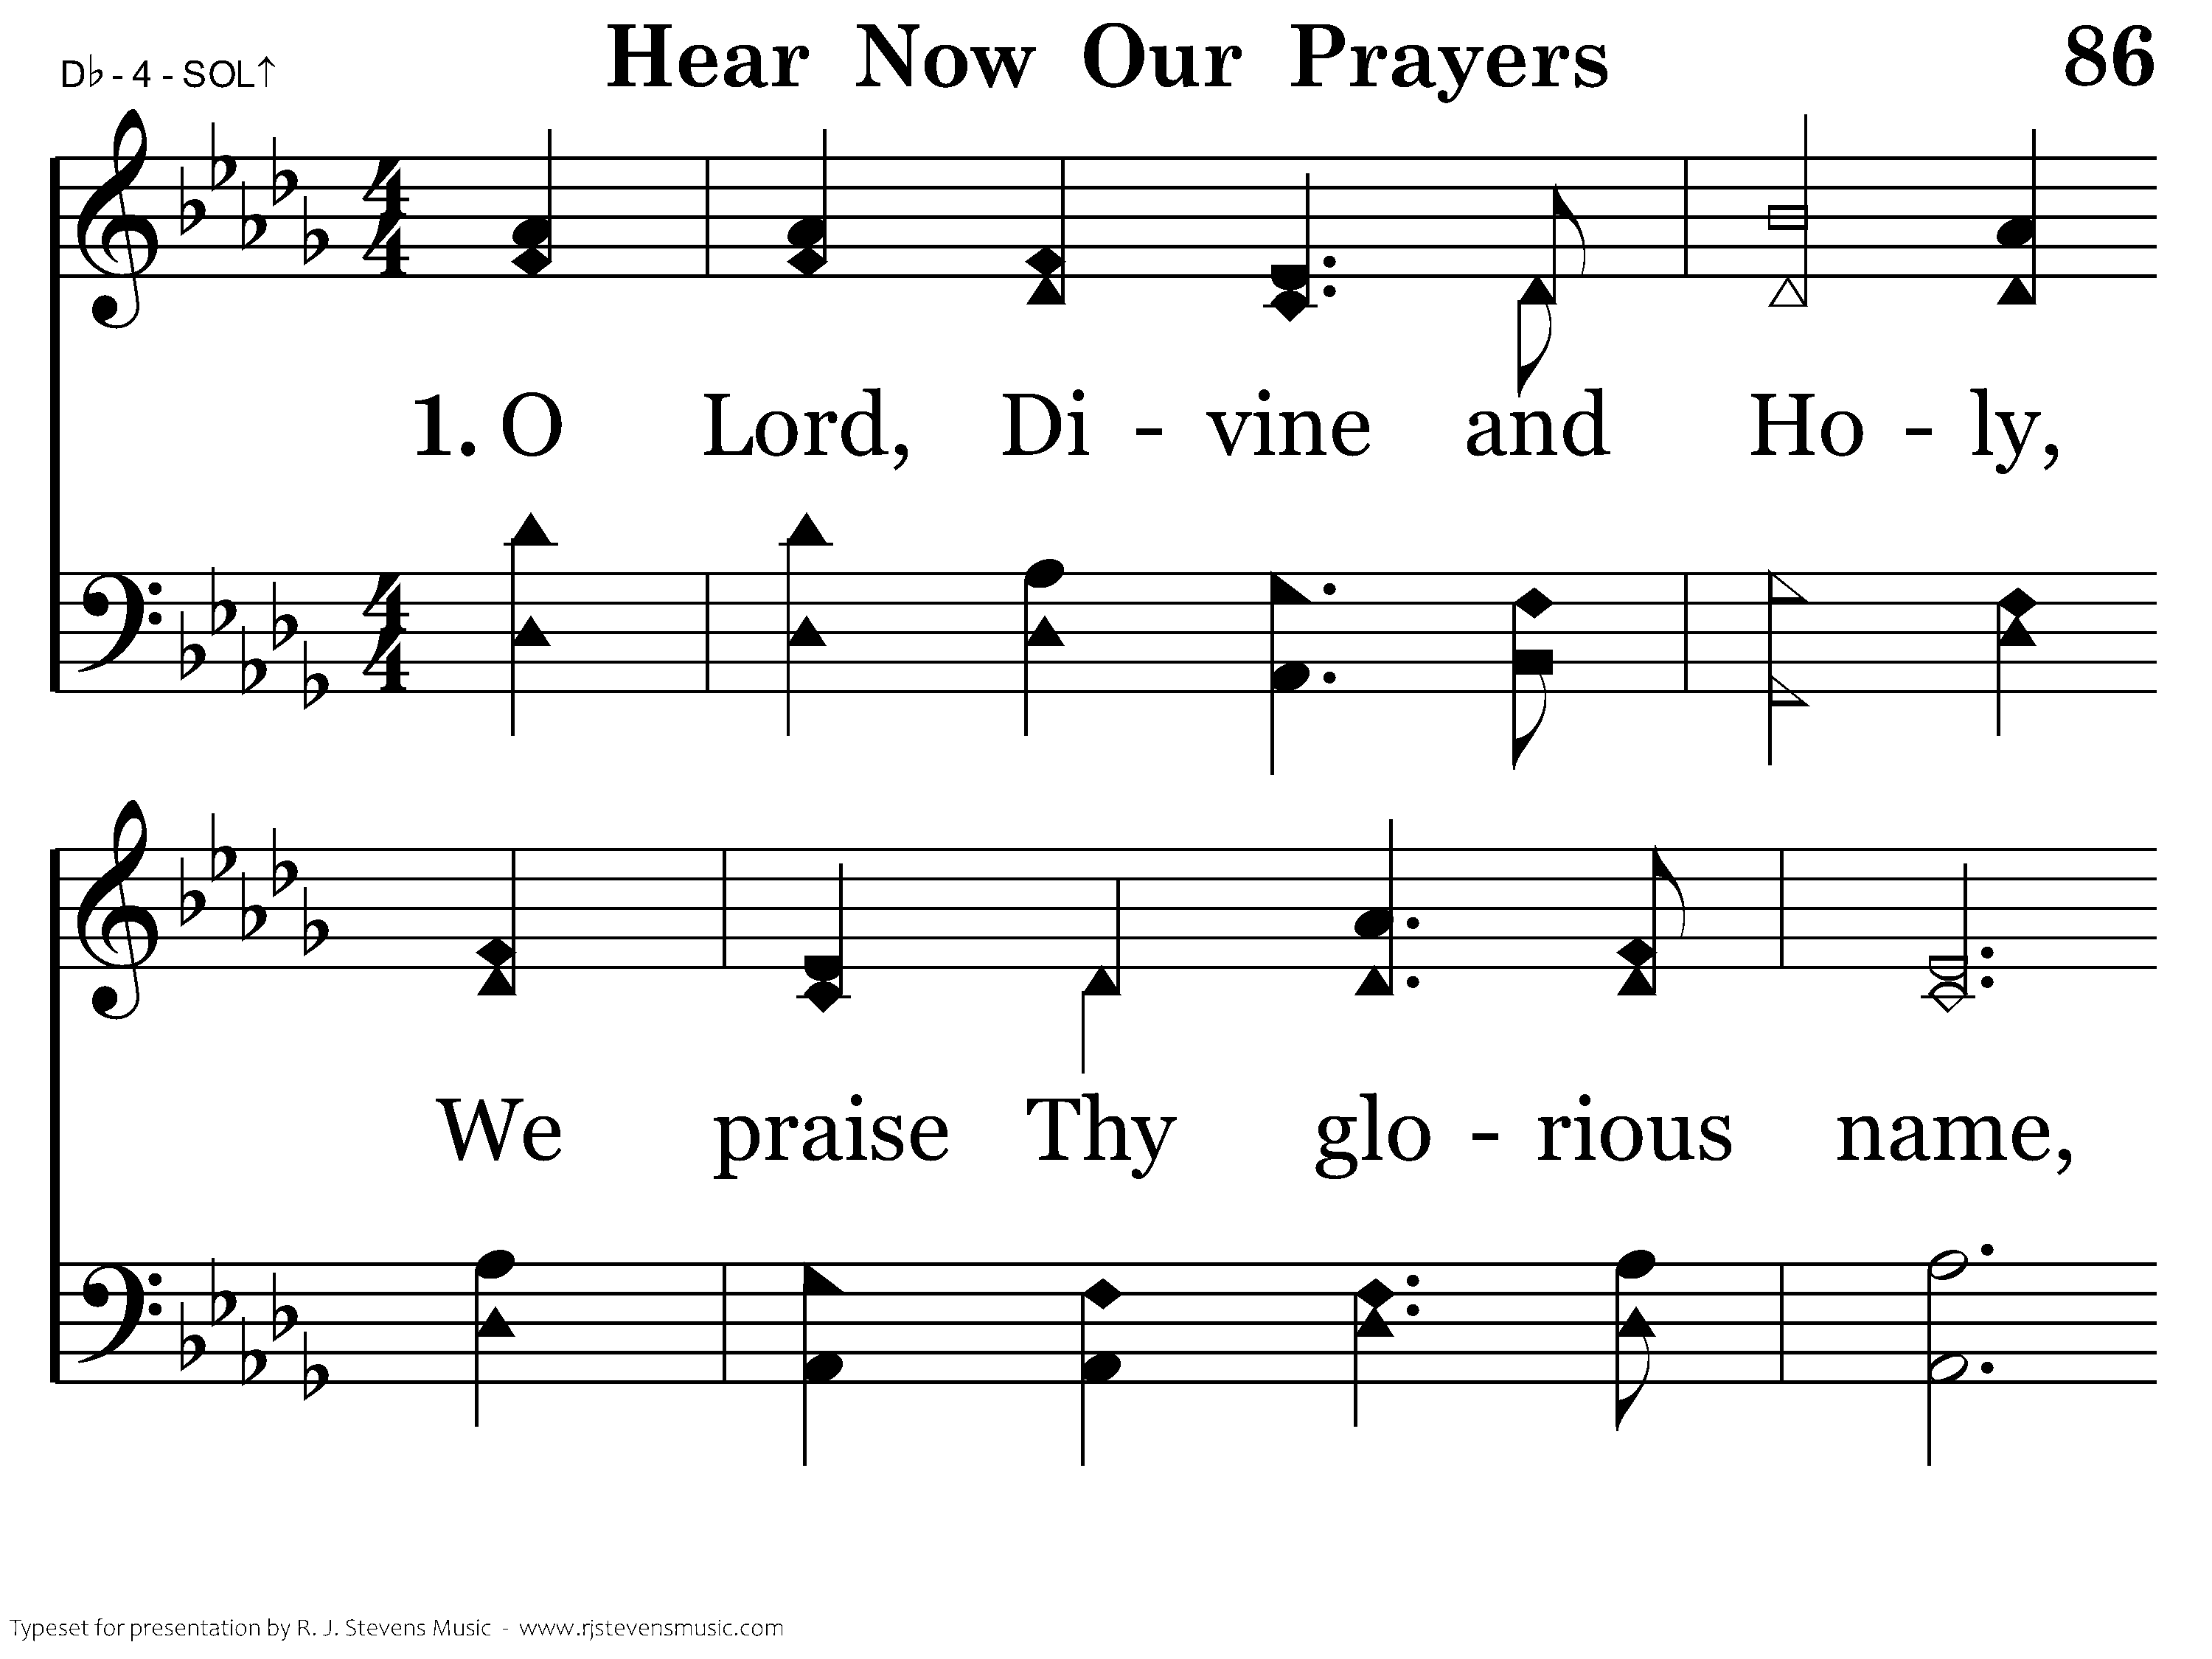 D♭ - 4 - SOL↑ Hear Now Our Prayers 86
1. O Lord, Di - vine and Ho - ly,
We praise Thy glo - rious name,
Typeset for presentation by R. J. Stevens Music - www.rjstevensmusic.com